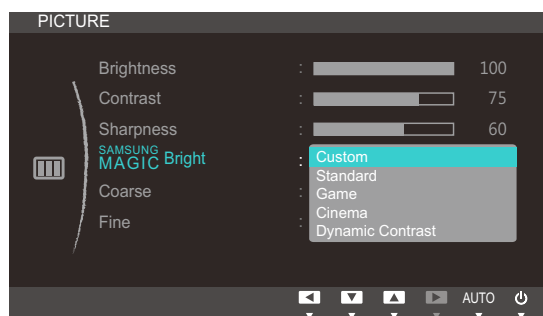 PICTURE
Brightness : 100
Contrast : 75
Sharpness : 60
SAMSUNG
MAGIC Bright : Custom
Standard
Coarse : Game
Cinema
Fine : Dynamic Contrast
AUTO